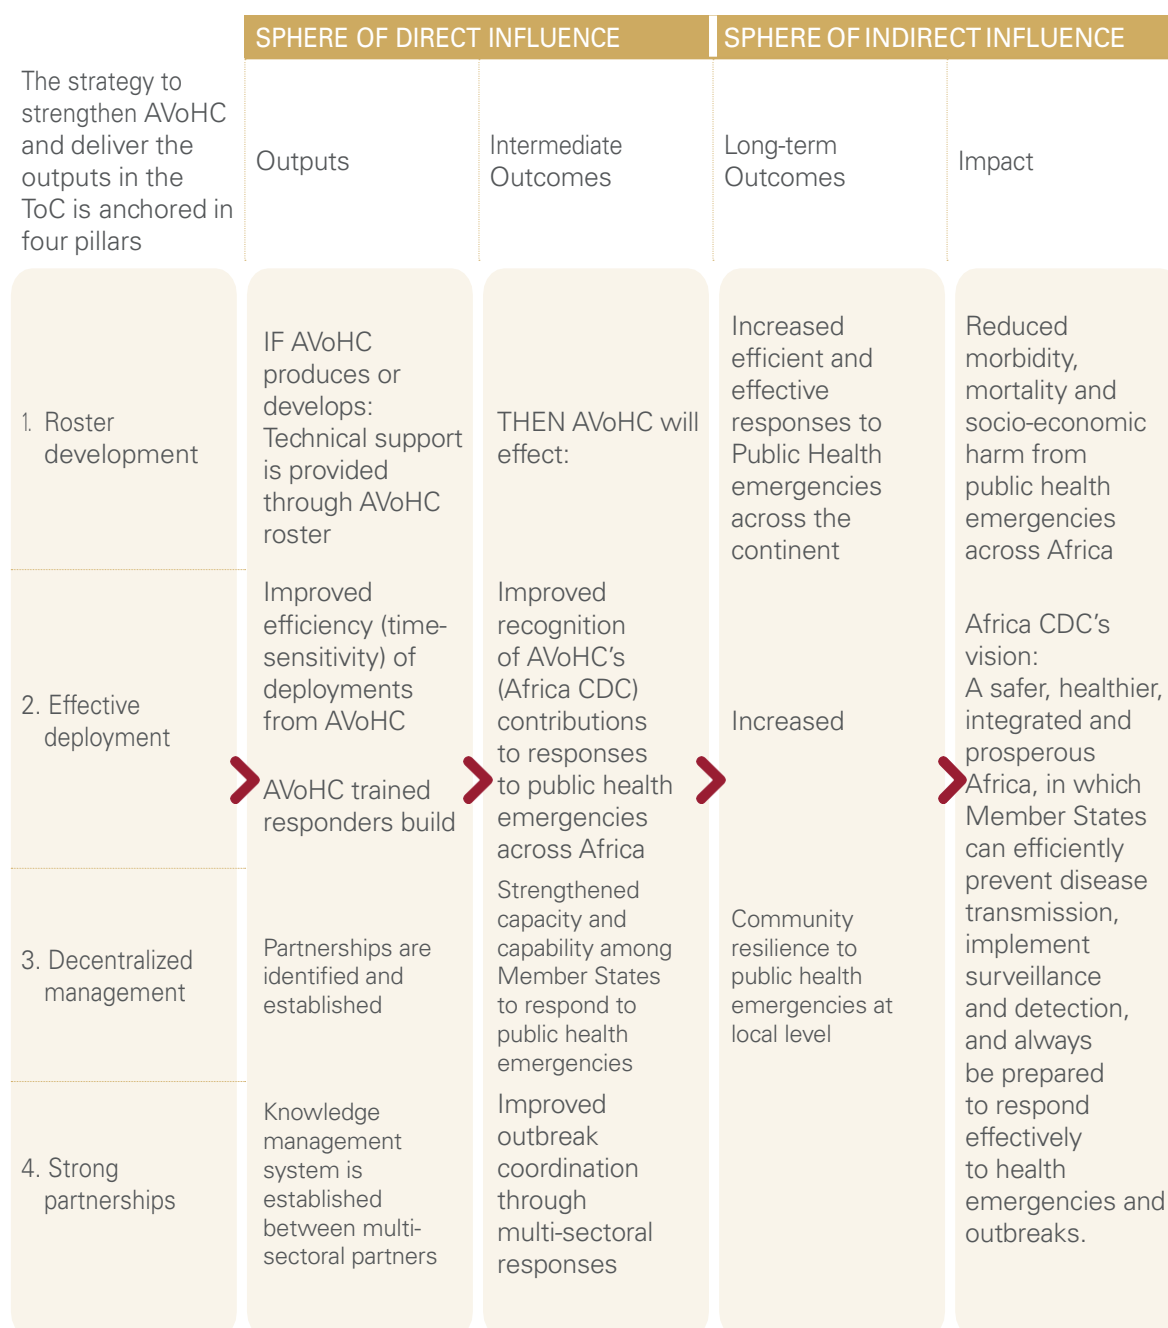 SPHERE OF DIRECT INFLUENCE
SPHERE OF INDIRECT INFLUENCE
The strategy to
strengthen AVoHC
and deliver the
outputs in the
ToC is anchored in
four pillars
Outputs
Intermediate
Outcomes
Long-term
Outcomes
Impact
1. Roster
development
IF AVoHC
produces or
develops:
Technical support
is provided
through AVoHC
roster
THEN AVoHC will
effect:
Increased
efficient and
effective
responses to
Public Health
emergencies
across the
continent
Reduced
morbidity,
mortality and
socio-economic
harm from
public health
emergencies
across Africa
2. Effective
deployment
Improved
efficiency (time-
sensitivity) of
deployments
from AVoHC
AVoHC trained
responders build
Improved
recognition
of AVoHC's
(Africa CDC)
contributions
to responses
to public health
emergencies
across Africa
Increased
Africa CDC's
vision:
A safer, healthier,
integrated and
prosperous
Africa, in which
Member States
can efficiently
prevent disease
transmission,
implement
surveillance
and detection,
and always
be prepared
to respond
effectively
to health
emergencies and
outbreaks.
3. Decentralized
management
Partnerships are
identified and
established
Strengthened
capacity and
capability among
Member States
to respond to
public health
emergencies
Community
resilience to
public health
emergencies at
local level
4. Strong
partnerships
Knowledge
management
system is
established
between multi-
sectoral partners
Improved
outbreak
coordination
through
multi-sectoral
responses